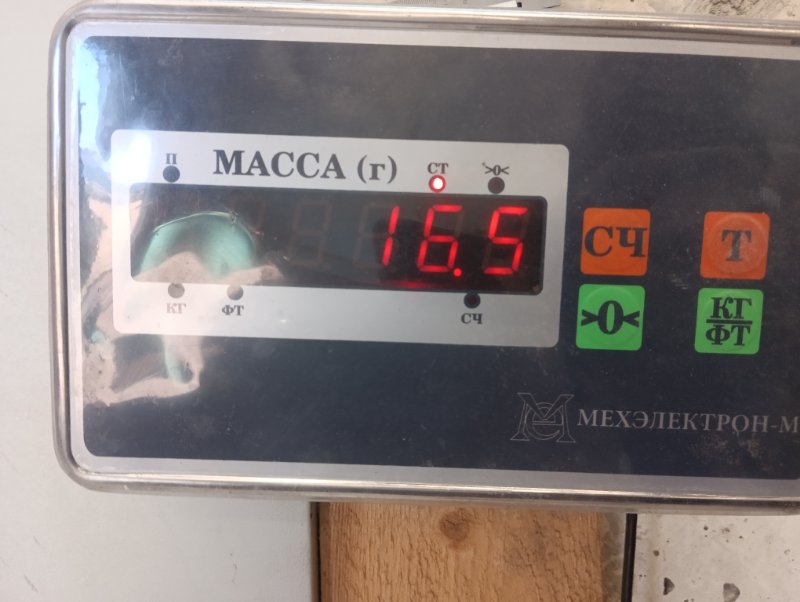 П МАССА (г) СТ >0<
16.5
КГ ФТ СЧ
СЧ Т
>0< КГ/ФТ
МЕХЭЛЕКТРОН-М